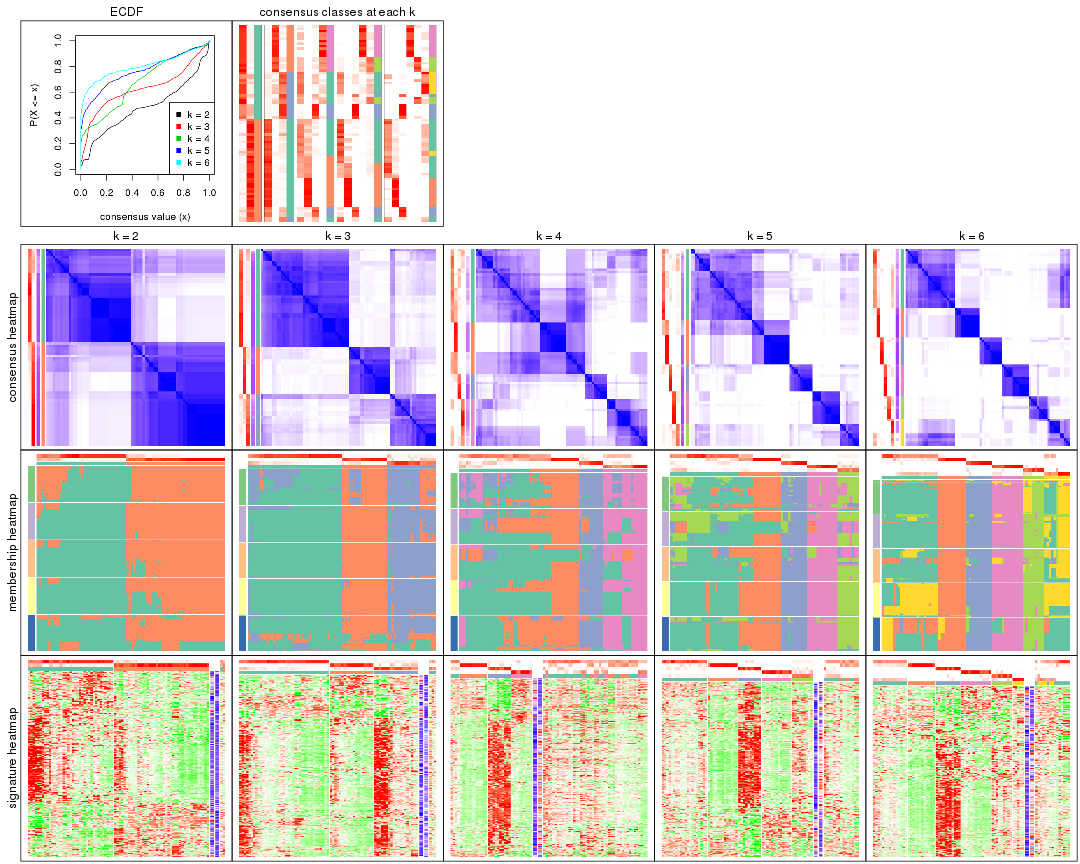 ECDF
consensus classes at each k
P(X <= x)
0.0 0.2 0.4 0.6 0.8 1.0
k = 2
k = 3
k = 4
k = 5
k = 6
0.0 0.2 0.4 0.6 0.8 1.0
consensus value (x)
k = 2 k = 3 k = 4 k = 5 k = 6
consensus heatmap
membership heatmap
signature heatmap